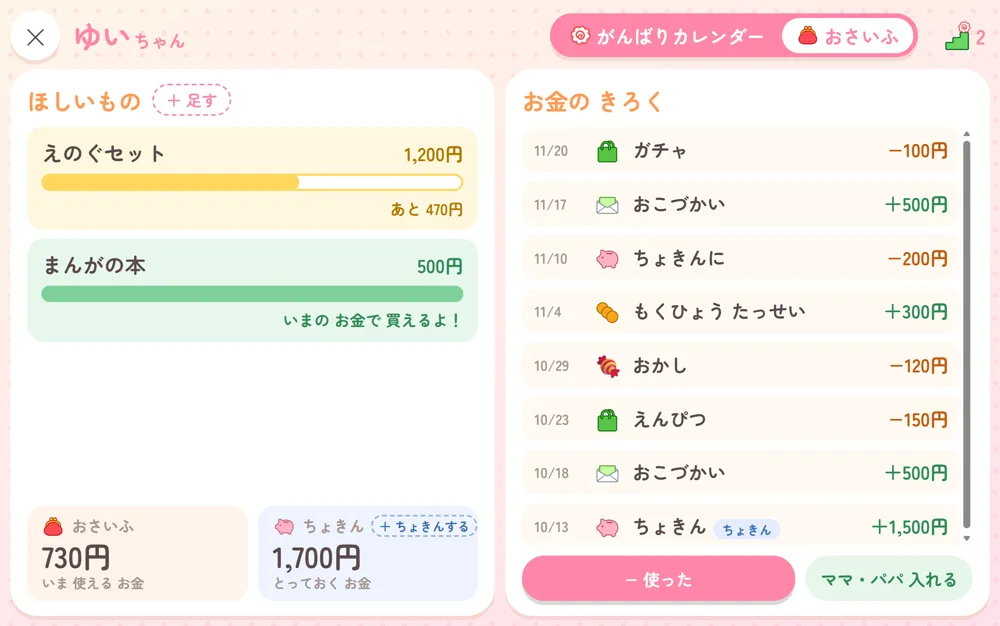 ゆいちゃん
がんばりカレンダー
おさいふ
2
ほしいもの
＋ 足す
えのぐセット
1,200円
あと 470円
まんがの本
500円
いまの お金で 買えるよ！
おさいふ
730円
いま 使える お金
ちょきん
＋ ちょきんする
1,700円
とっておく お金
お金の きろく
11/20 ガチャ －100円
11/17 おこづかい ＋500円
11/10 ちょきんに －200円
11/4 もくひょう たっせい ＋300円
10/29 おかし －120円
10/23 えんぴつ －150円
10/18 おこづかい ＋500円
10/13 ちょきん ちょきん ＋1,500円
－ 使った
ママ・パパ 入れる